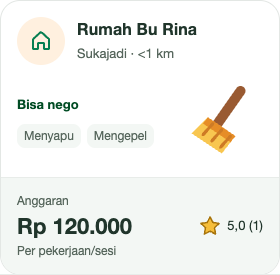 Rumah Bu Rina
Sukajadi · <1 km
Bisa nego
Menyapu Mengepel
Anggaran
Rp 120.000
5,0 (1)
Per pekerjaan/sesi